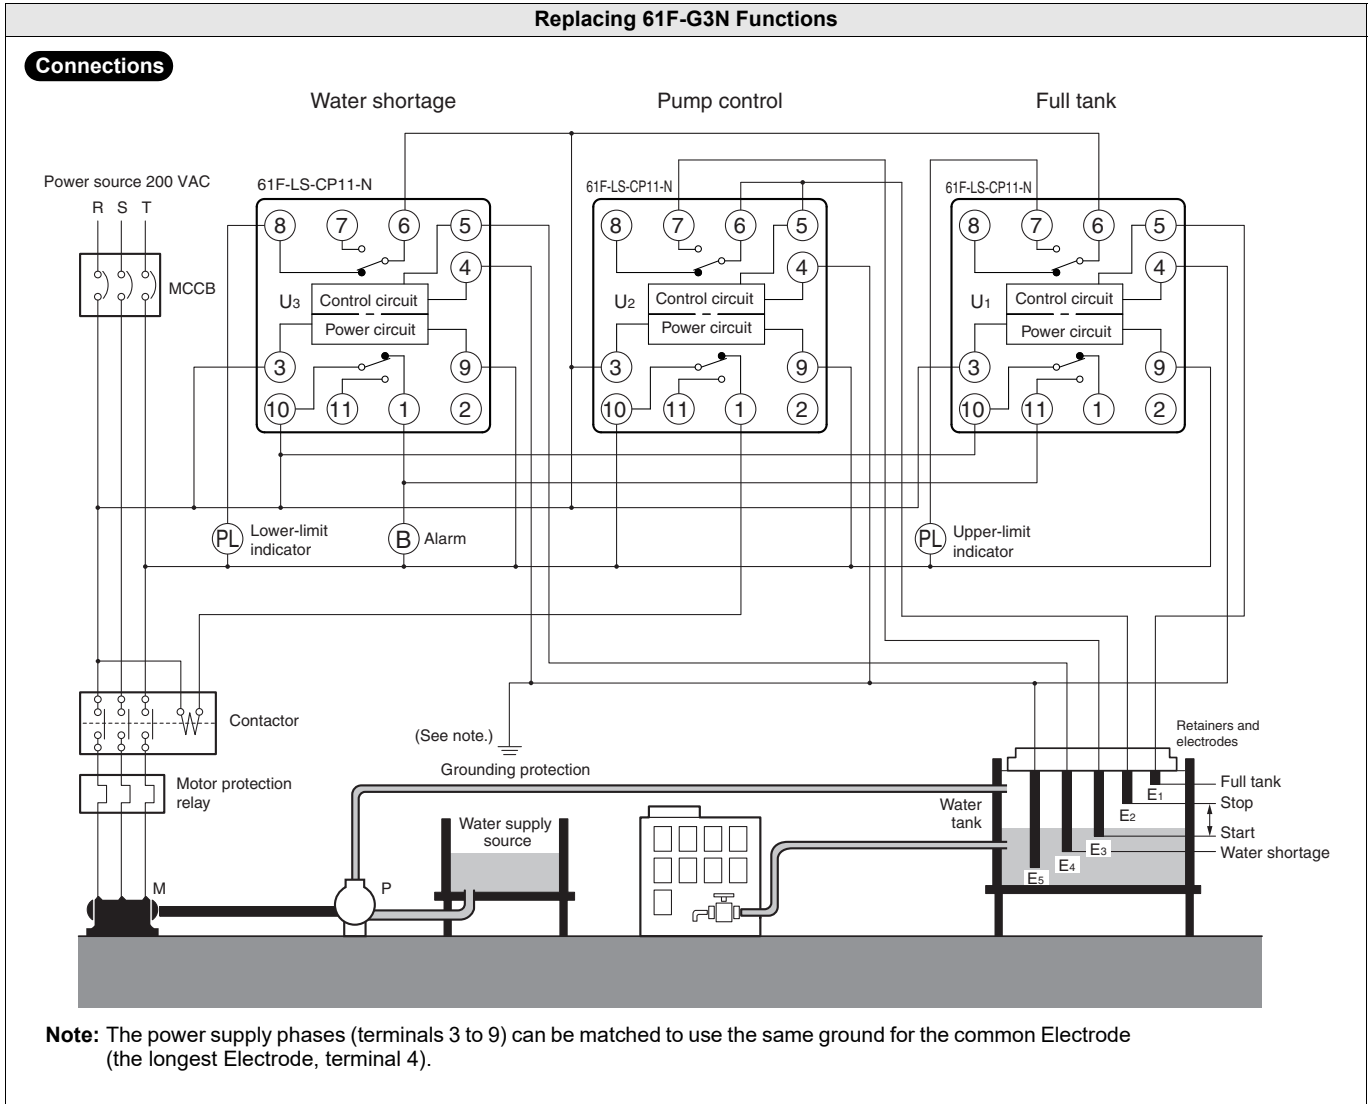 Replacing 61F-G3N Functions
Connections
Water shortage
Pump control
Full tank
Power source 200 VAC
R S T
MCCB
61F-LS-CP11-N
8 7 6 5
4
U3
Control circuit
Power circuit
3 9
10 11 1 2
61F-LS-CP11-N
8 7 6 5
4
U2
Control circuit
Power circuit
3 9
10 11 1 2
61F-LS-CP11-N
8 7 6 5
4
U1
Control circuit
Power circuit
3 9
10 11 1 2
PL
Lower-limit
indicator
B
Alarm
PL
Upper-limit
indicator
Contactor
Motor protection
relay
(See note.)
Grounding protection
Retainers and
electrodes
Water
tank
E1
E2
E3
E4
E5
Full tank
Stop
Start
Water shortage
Water supply
source
M
P
Note: The power supply phases (terminals 3 to 9) can be matched to use the same ground for the common Electrode
(the longest Electrode, terminal 4).